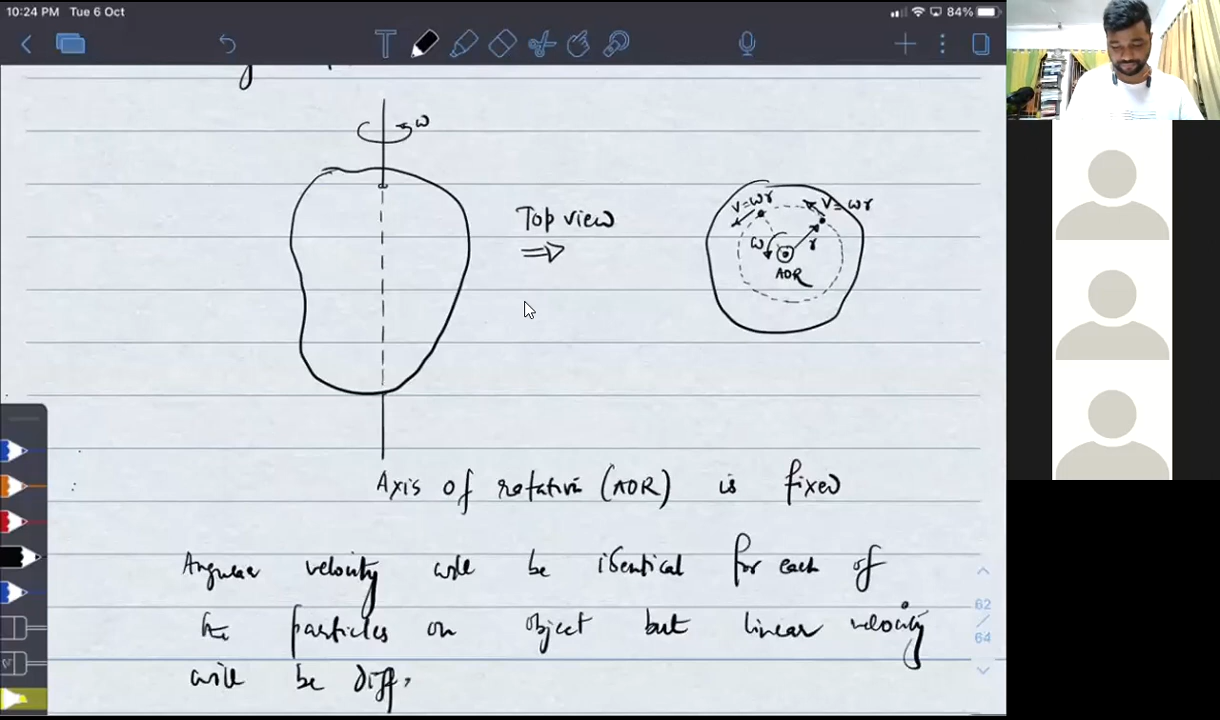 10:24 PM Tue 6 Oct
84%
T
ω
Top view
⇒
V=ωr
V=ωr
ω
r
AOR
Axis of rotation (AOR) is fixed
Angular velocity will be identical for each of
the particles on object but linear velocity
will be diff,
62
/
64